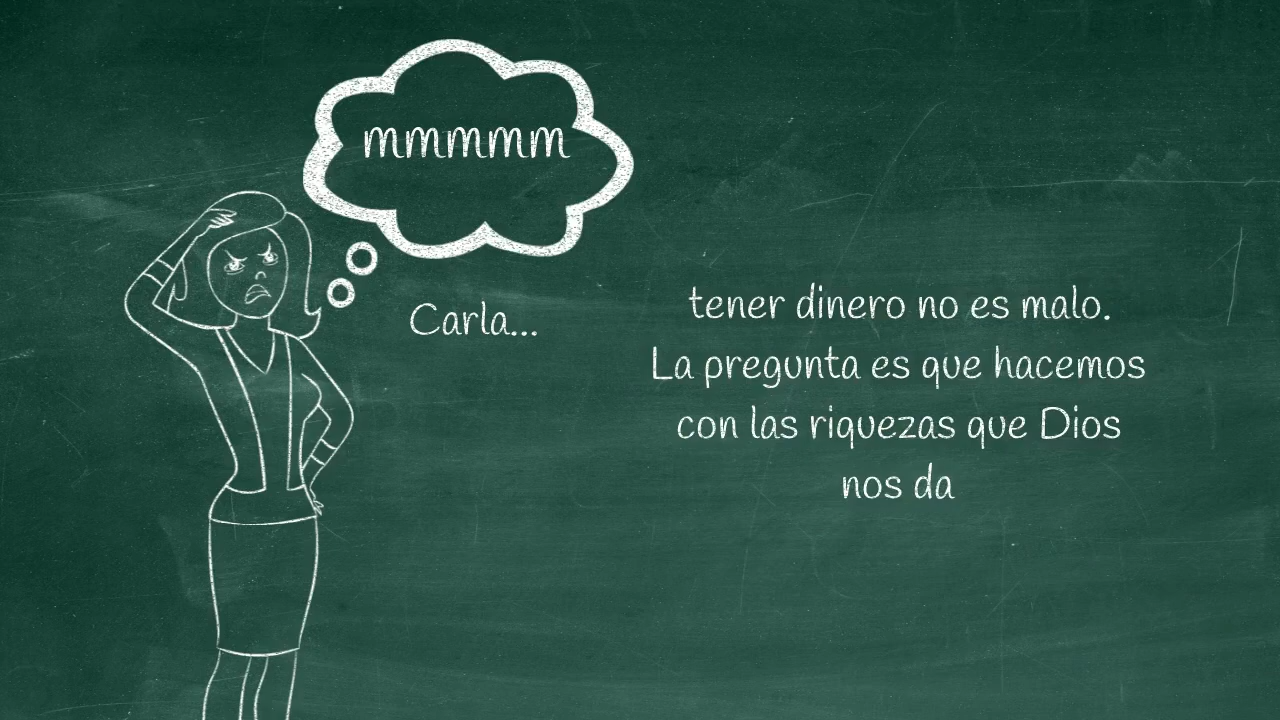 mmmmm
Carla...
tener dinero no es malo.
La pregunta es que hacemos
con las riquezas que Dios
nos da